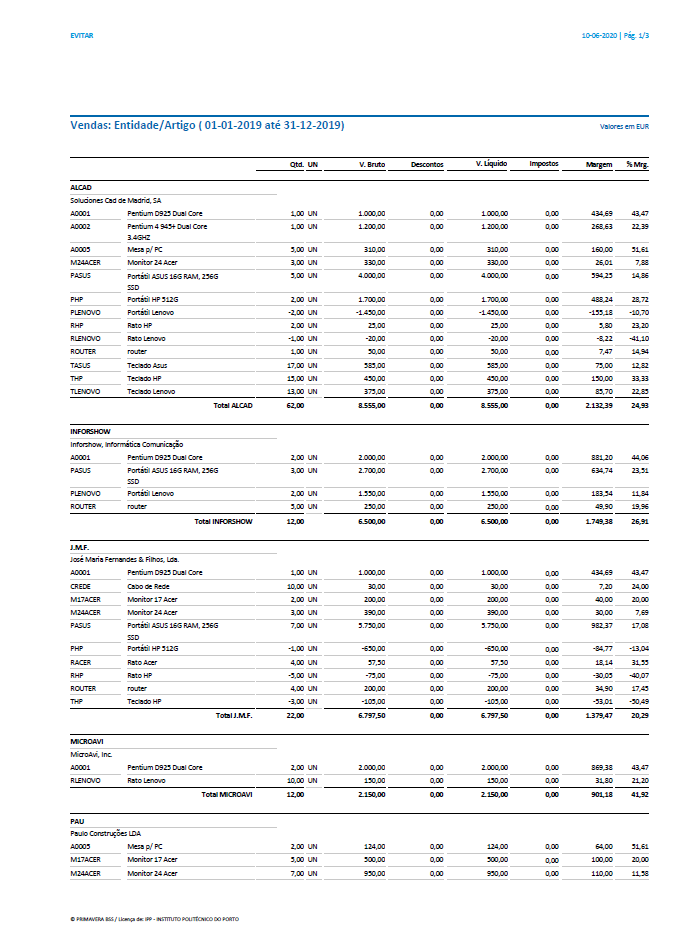 EVITAR 10-06-2020 | Pág. 1/3
Vendas: Entidade/Artigo ( 01-01-2019 até 31-12-2019) Valores em EUR
Qtd. UN V. Bruto Descontos V. Líquido Impostos Margem % Mrg.
ALCAD
Soluciones Cad de Madrid, SA
A0001 Pentium D925 Dual Core 1,00 UN 1.000,00 0,00 1.000,00 0,00 434,69 43,47
A0002 Pentium 4 945+ Dual Core 1,00 UN 1.200,00 0,00 1.200,00 0,00 268,63 22,39
3.4GHZ
A0005 Mesa p/ PC 5,00 UN 310,00 0,00 310,00 0,00 160,00 51,61
M24ACER Monitor 24 Acer 3,00 UN 330,00 0,00 330,00 0,00 26,01 7,88
PASUS Portátil ASUS 16G RAM, 256G 5,00 UN 4.000,00 0,00 4.000,00 0,00 594,25 14,86
SSD
PHP Portátil HP 512G 2,00 UN 1.700,00 0,00 1.700,00 0,00 488,24 28,72
PLENOVO Portátil Lenovo -2,00 UN -1.450,00 0,00 -1.450,00 0,00 -155,18 -10,70
RHP Rato HP 2,00 UN 25,00 0,00 25,00 0,00 5,80 23,20
RLENOVO Rato Lenovo -1,00 UN -20,00 0,00 -20,00 0,00 -8,22 -41,10
ROUTER router 1,00 UN 50,00 0,00 50,00 0,00 7,47 14,94
TASUS Teclado Asus 17,00 UN 585,00 0,00 585,00 0,00 75,00 12,82
THP Teclado HP 15,00 UN 450,00 0,00 450,00 0,00 150,00 33,33
TLENOVO Teclado Lenovo 13,00 UN 375,00 0,00 375,00 0,00 85,70 22,85
Total ALCAD 62,00 8.555,00 0,00 8.555,00 0,00 2.132,39 24,93
INFORSHOW
Inforshow, Informática Comunicação
A0001 Pentium D925 Dual Core 2,00 UN 2.000,00 0,00 2.000,00 0,00 881,20 44,06
PASUS Portátil ASUS 16G RAM, 256G 3,00 UN 2.700,00 0,00 2.700,00 0,00 634,74 23,51
SSD
PLENOVO Portátil Lenovo 2,00 UN 1.550,00 0,00 1.550,00 0,00 183,54 11,84
ROUTER router 5,00 UN 250,00 0,00 250,00 0,00 49,90 19,96
Total INFORSHOW 12,00 6.500,00 0,00 6.500,00 0,00 1.749,38 26,91
J.M.F.
José Maria Fernandes & Filhos, Lda.
A0001 Pentium D925 Dual Core 1,00 UN 1.000,00 0,00 1.000,00 0,00 434,69 43,47
CREDE Cabo de Rede 10,00 UN 30,00 0,00 30,00 0,00 7,20 24,00
M17ACER Monitor 17 Acer 2,00 UN 200,00 0,00 200,00 0,00 40,00 20,00
M24ACER Monitor 24 Acer 3,00 UN 390,00 0,00 390,00 0,00 30,00 7,69
PASUS Portátil ASUS 16G RAM, 256G 7,00 UN 5.750,00 0,00 5.750,00 0,00 982,37 17,08
SSD
PHP Portátil HP 512G -1,00 UN -650,00 0,00 -650,00 0,00 -84,77 -13,04
RACER Rato Acer 4,00 UN 57,50 0,00 57,50 0,00 18,14 31,55
RHP Rato HP -5,00 UN -75,00 0,00 -75,00 0,00 -30,05 -40,07
ROUTER router 4,00 UN 200,00 0,00 200,00 0,00 34,90 17,45
THP Teclado HP -3,00 UN -105,00 0,00 -105,00 0,00 -53,01 -50,49
Total J.M.F. 22,00 6.797,50 0,00 6.797,50 0,00 1.379,47 20,29
MICROAVI
MicroAvi, Inc.
A0001 Pentium D925 Dual Core 2,00 UN 2.000,00 0,00 2.000,00 0,00 869,38 43,47
RLENOVO Rato Lenovo 10,00 UN 150,00 0,00 150,00 0,00 31,80 21,20
Total MICROAVI 12,00 2.150,00 0,00 2.150,00 0,00 901,18 41,92
PAU
Paulo Construções LDA
A0005 Mesa p/ PC 2,00 UN 124,00 0,00 124,00 0,00 64,00 51,61
M17ACER Monitor 17 Acer 5,00 UN 500,00 0,00 500,00 0,00 100,00 20,00
M24ACER Monitor 24 Acer 7,00 UN 950,00 0,00 950,00 0,00 110,00 11,58
© PRIMAVERA BSS / Licença de: IPP - INSTITUTO POLITÉCNICO DO PORTO